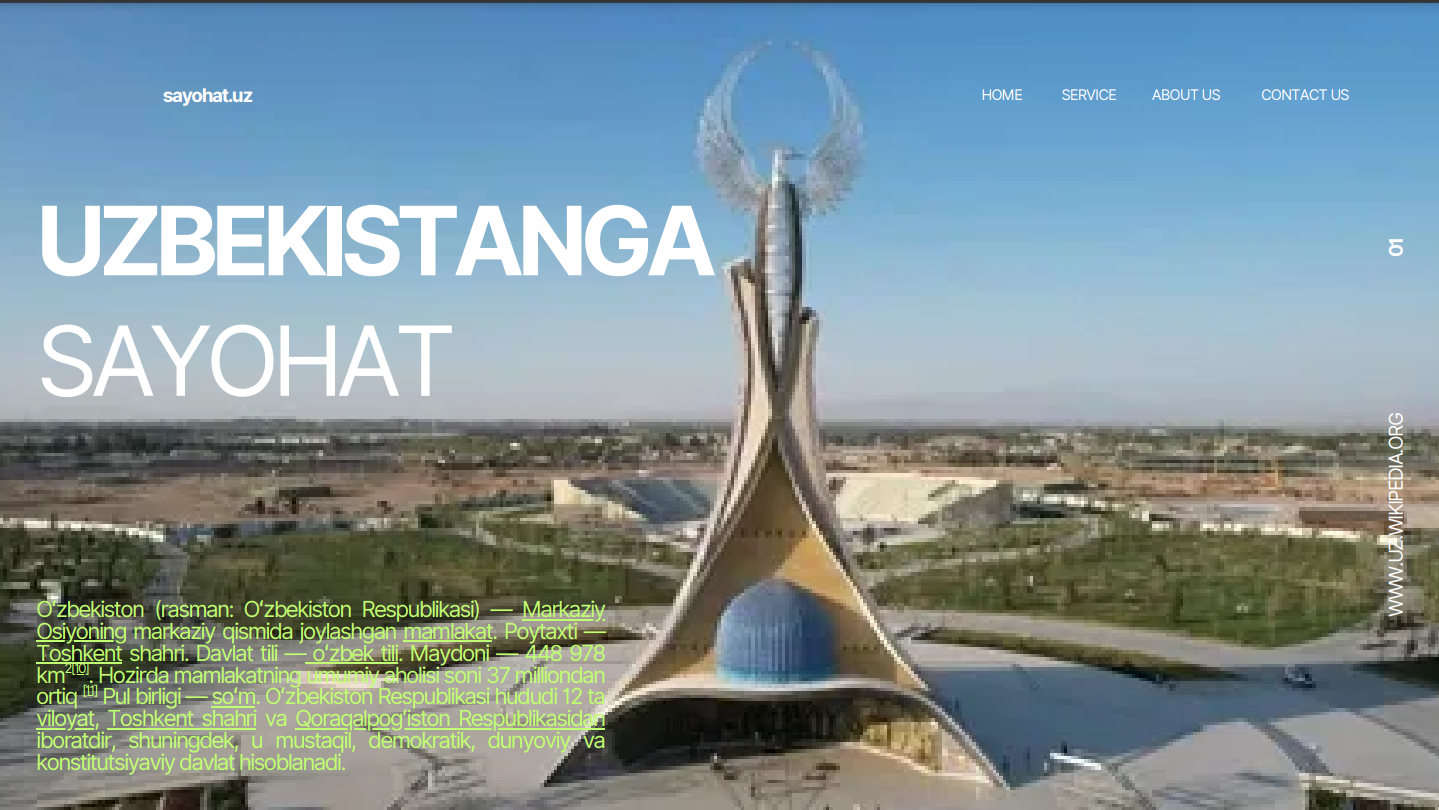 sayohat.uz
HOME SERVICE ABOUT US CONTACT US
UZBEKISTANGA
SAYOHAT
01
WWW.UZ.WIKIPEDIA.ORG
Oʻzbekiston (rasman: Oʻzbekiston Respublikasi) — Markaziy
Osiyoning markaziy qismida joylashgan mamlakat. Poytaxti —
Toshkent shahri. Davlat tili — oʻzbek tili. Maydoni — 448 978
km²[10]. Hozirda mamlakatning umumiy aholisi soni 37 milliondan
ortiq [11] Pul birligi — soʻm. Oʻzbekiston Respublikasi hududi 12 ta
viloyat, Toshkent shahri va Qoraqalpogʻiston Respublikasidan
iboratdir, shuningdek, u mustaqil, demokratik, dunyoviy va
konstitutsiyaviy davlat hisoblanadi.